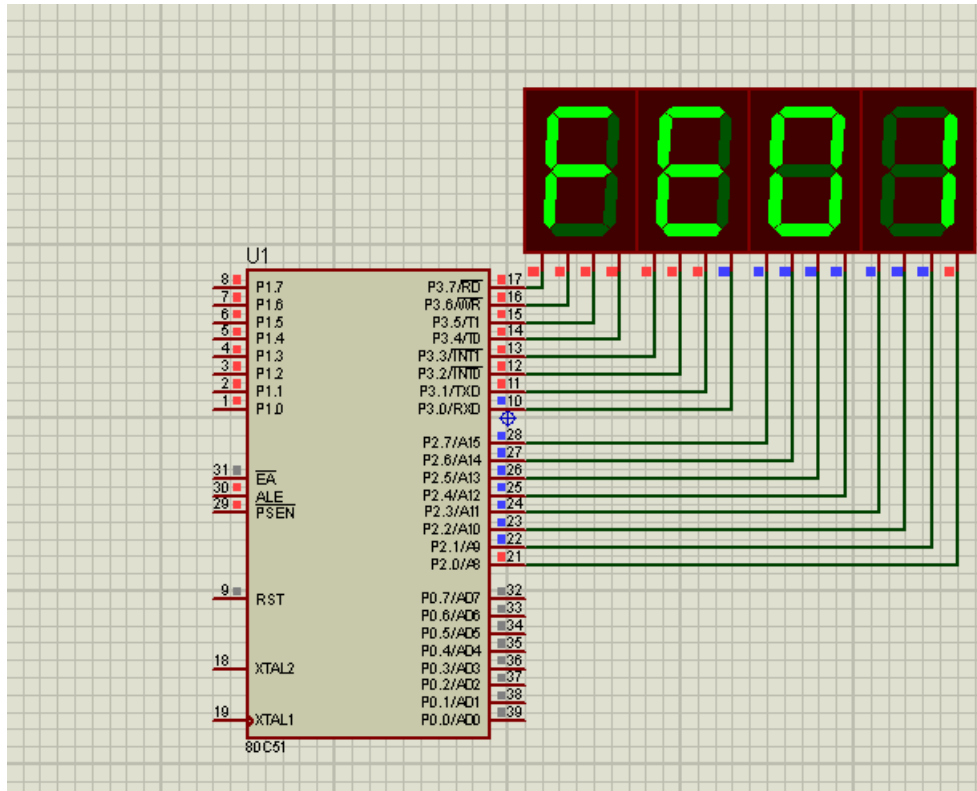 FE01
U1
8 P1.7 P3.7/RD 17
7 P1.6 P3.6/WR 16
6 P1.5 P3.5/T1 15
5 P1.4 P3.4/T0 14
4 P1.3 P3.3/INT1 13
3 P1.2 P3.2/INT0 12
2 P1.1 P3.1/TXD 11
1 P1.0 P3.0/RXD 10
P2.7/A15 28
P2.6/A14 27
31 EA P2.5/A13 26
30 ALE P2.4/A12 25
29 PSEN P2.3/A11 24
P2.2/A10 23
P2.1/A9 22
P2.0/A8 21
9 RST P0.7/AD7 32
P0.6/AD6 33
P0.5/AD5 34
P0.4/AD4 35
18 XTAL2 P0.3/AD3 36
P0.2/AD2 37
P0.1/AD1 38
19 XTAL1 P0.0/AD0 39
80C51